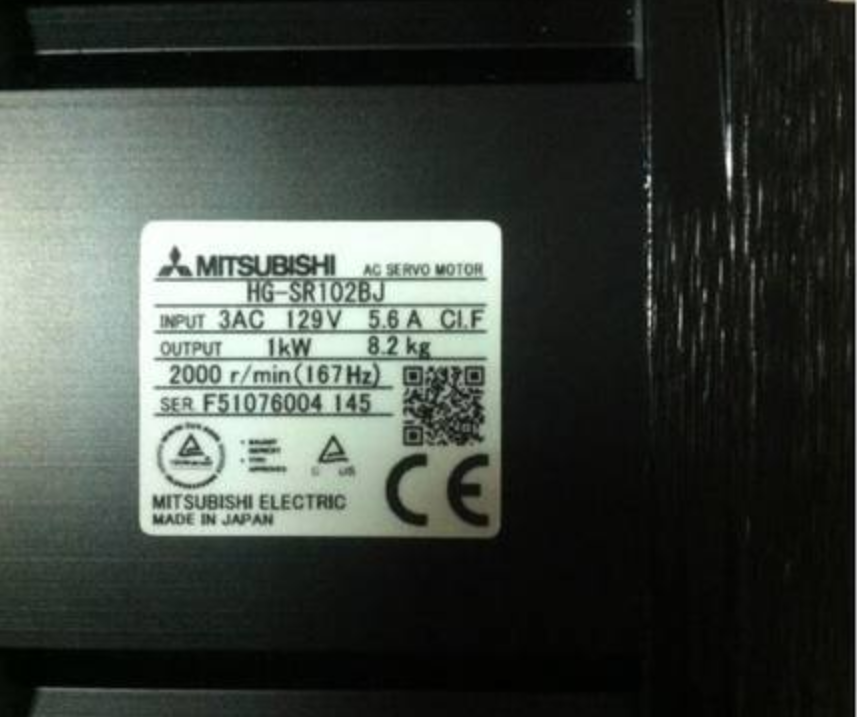 MITSUBISHI AC SERVO MOTOR
HG-SR102BJ
INPUT 3AC 129V 5.6 A Cl.F
OUTPUT 1kW 8.2 kg
2000 r/min(167Hz)
SER. F51076004 145
C US
MITSUBISHI ELECTRIC
MADE IN JAPAN
CE